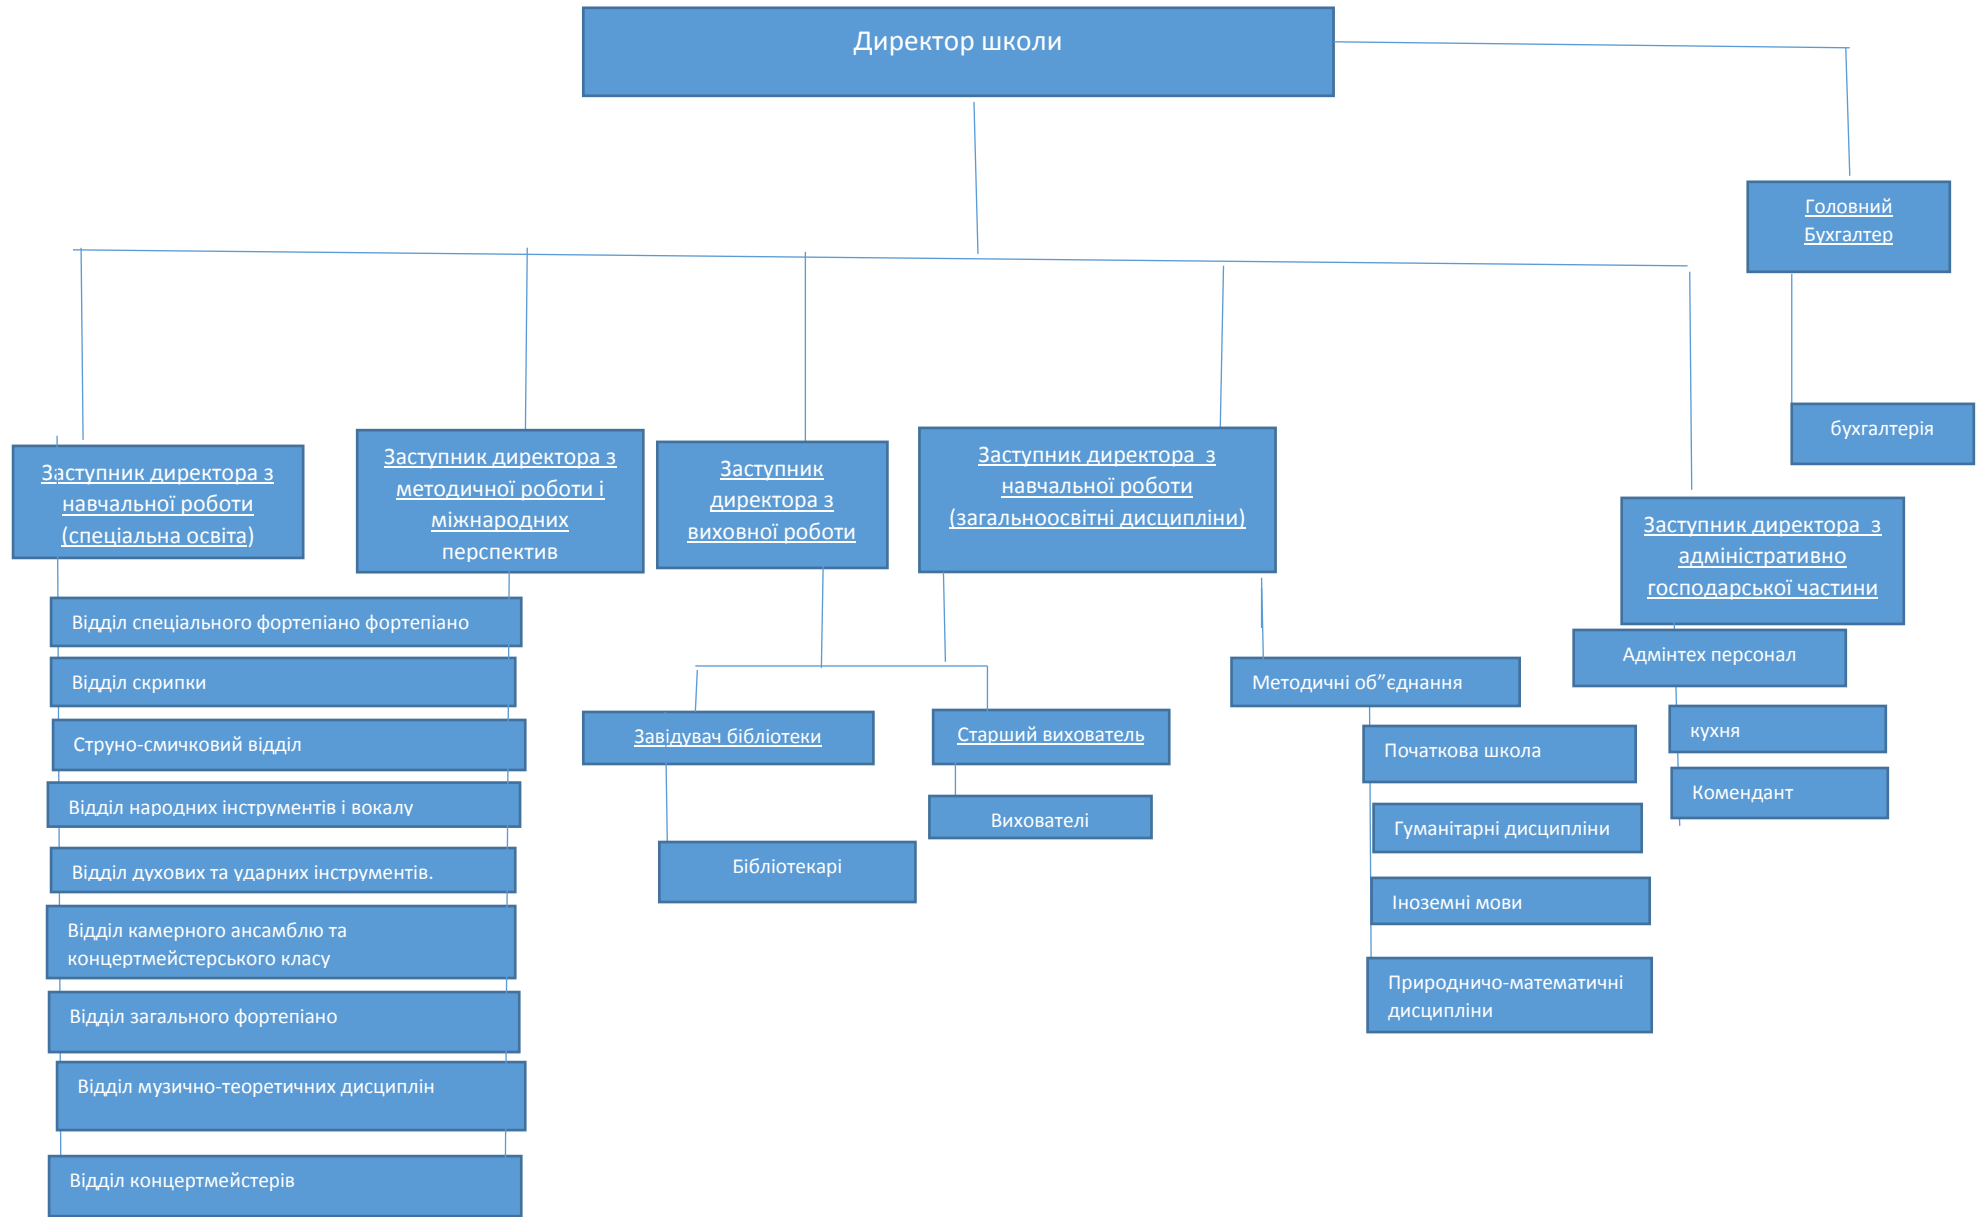 Директор школи
Головний
Бухгалтер
бухгалтерія
Заступник директора з
навчальної роботи
(спеціальна освіта)
Заступник директора з
методичної роботи і
міжнародних
перспектив
Заступник
директора з
виховної роботи
Заступник директора  з
навчальної роботи
(загальноосвітні дисципліни)
Заступник директора  з
адміністративно
господарської частини
Відділ спеціального фортепіано фортепіано
Відділ скрипки
Струно-смичковий відділ
Відділ народних інструментів і вокалу
Відділ духових та ударних інструментів.
Відділ камерного ансамблю та
концертмейстерського класу
Відділ загального фортепіано
Відділ музично-теоретичних дисциплін
Відділ концертмейстерів
Завідувач бібліотеки
Бібліотекарі
Старший вихователь
Вихователі
Методичні об”єднання
Початкова школа
Гуманітарні дисципліни
Іноземні мови
Природничо-математичні
дисципліни
Адмінтех персонал
кухня
Комендант